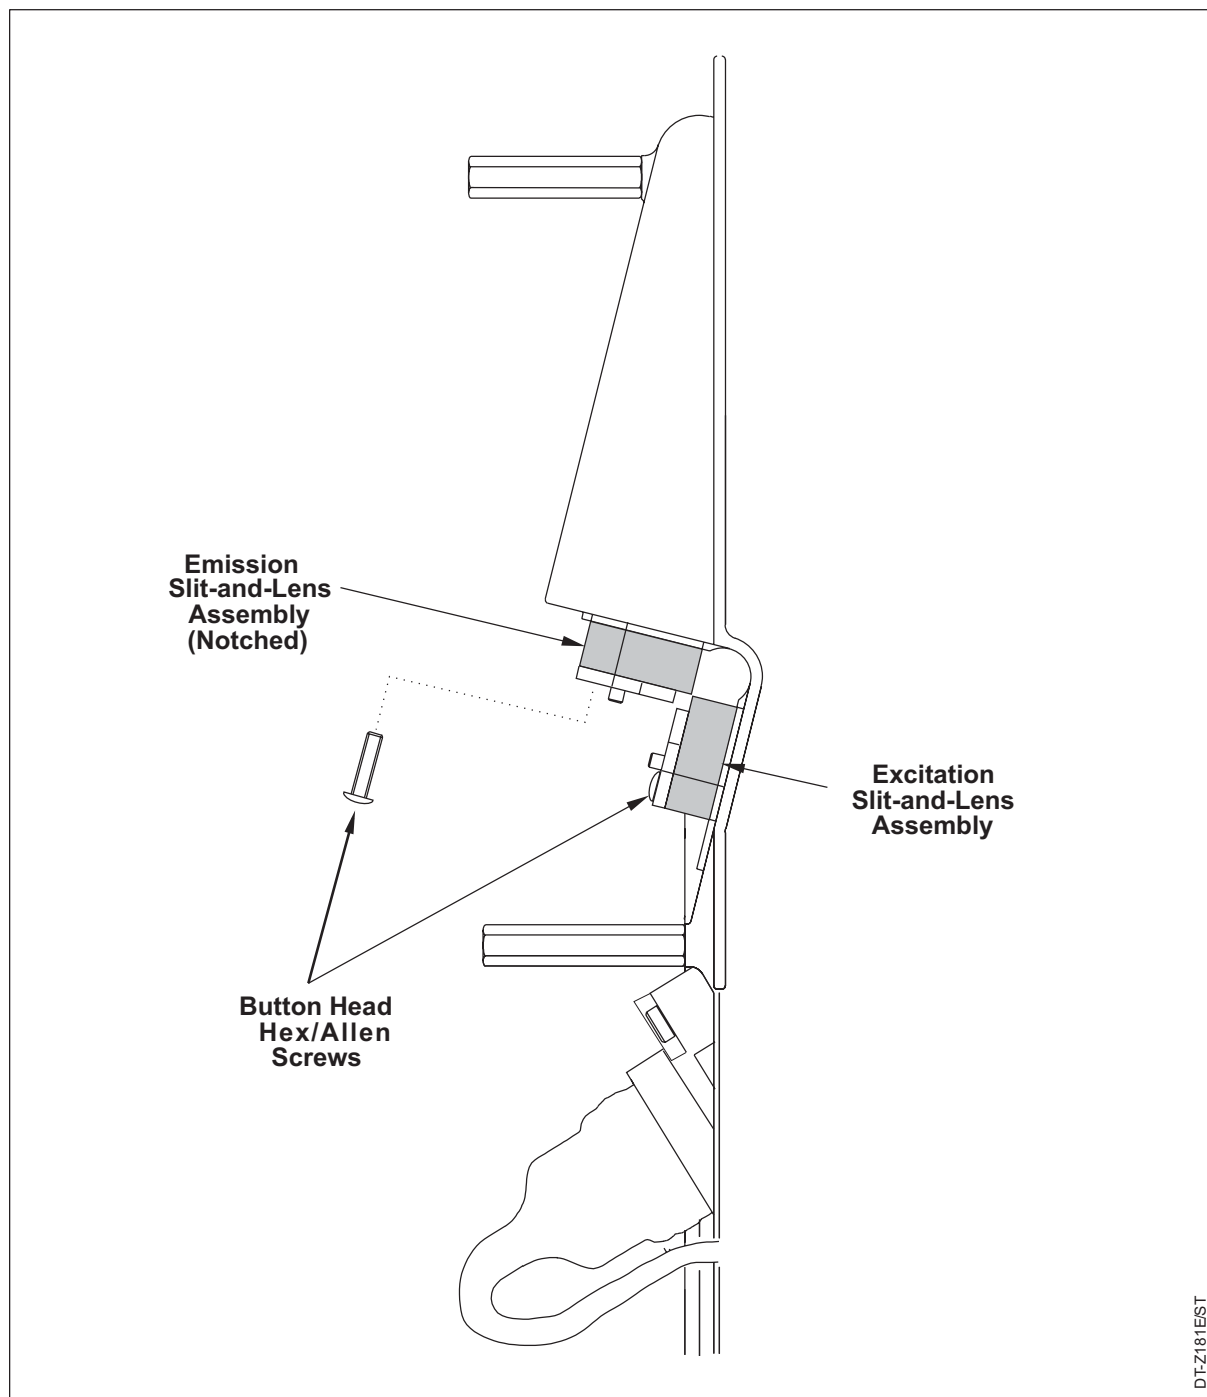 Emission
Slit-and-Lens
Assembly
(Notched)
Excitation
Slit-and-Lens
Assembly
Button Head
Hex/Allen
Screws
DT-Z181E/ST